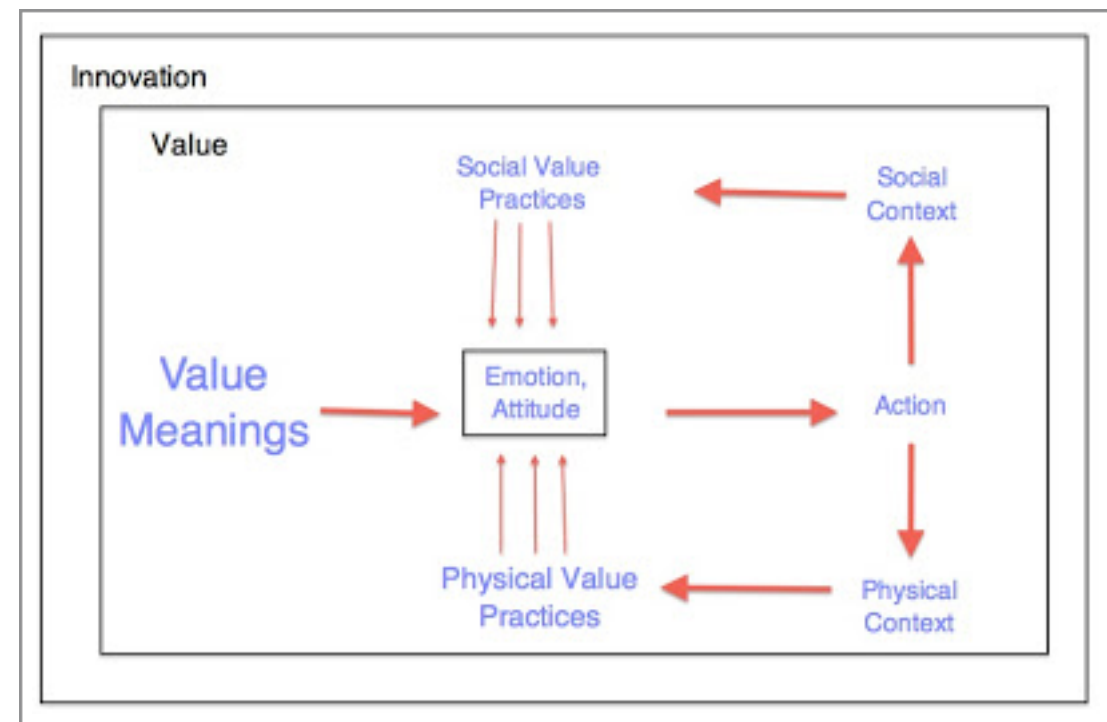 Innovation
Value
Social Value
Practices
Social
Context
Value
Meanings
Emotion,
Attitude
Action
Physical Value
Practices
Physical
Context